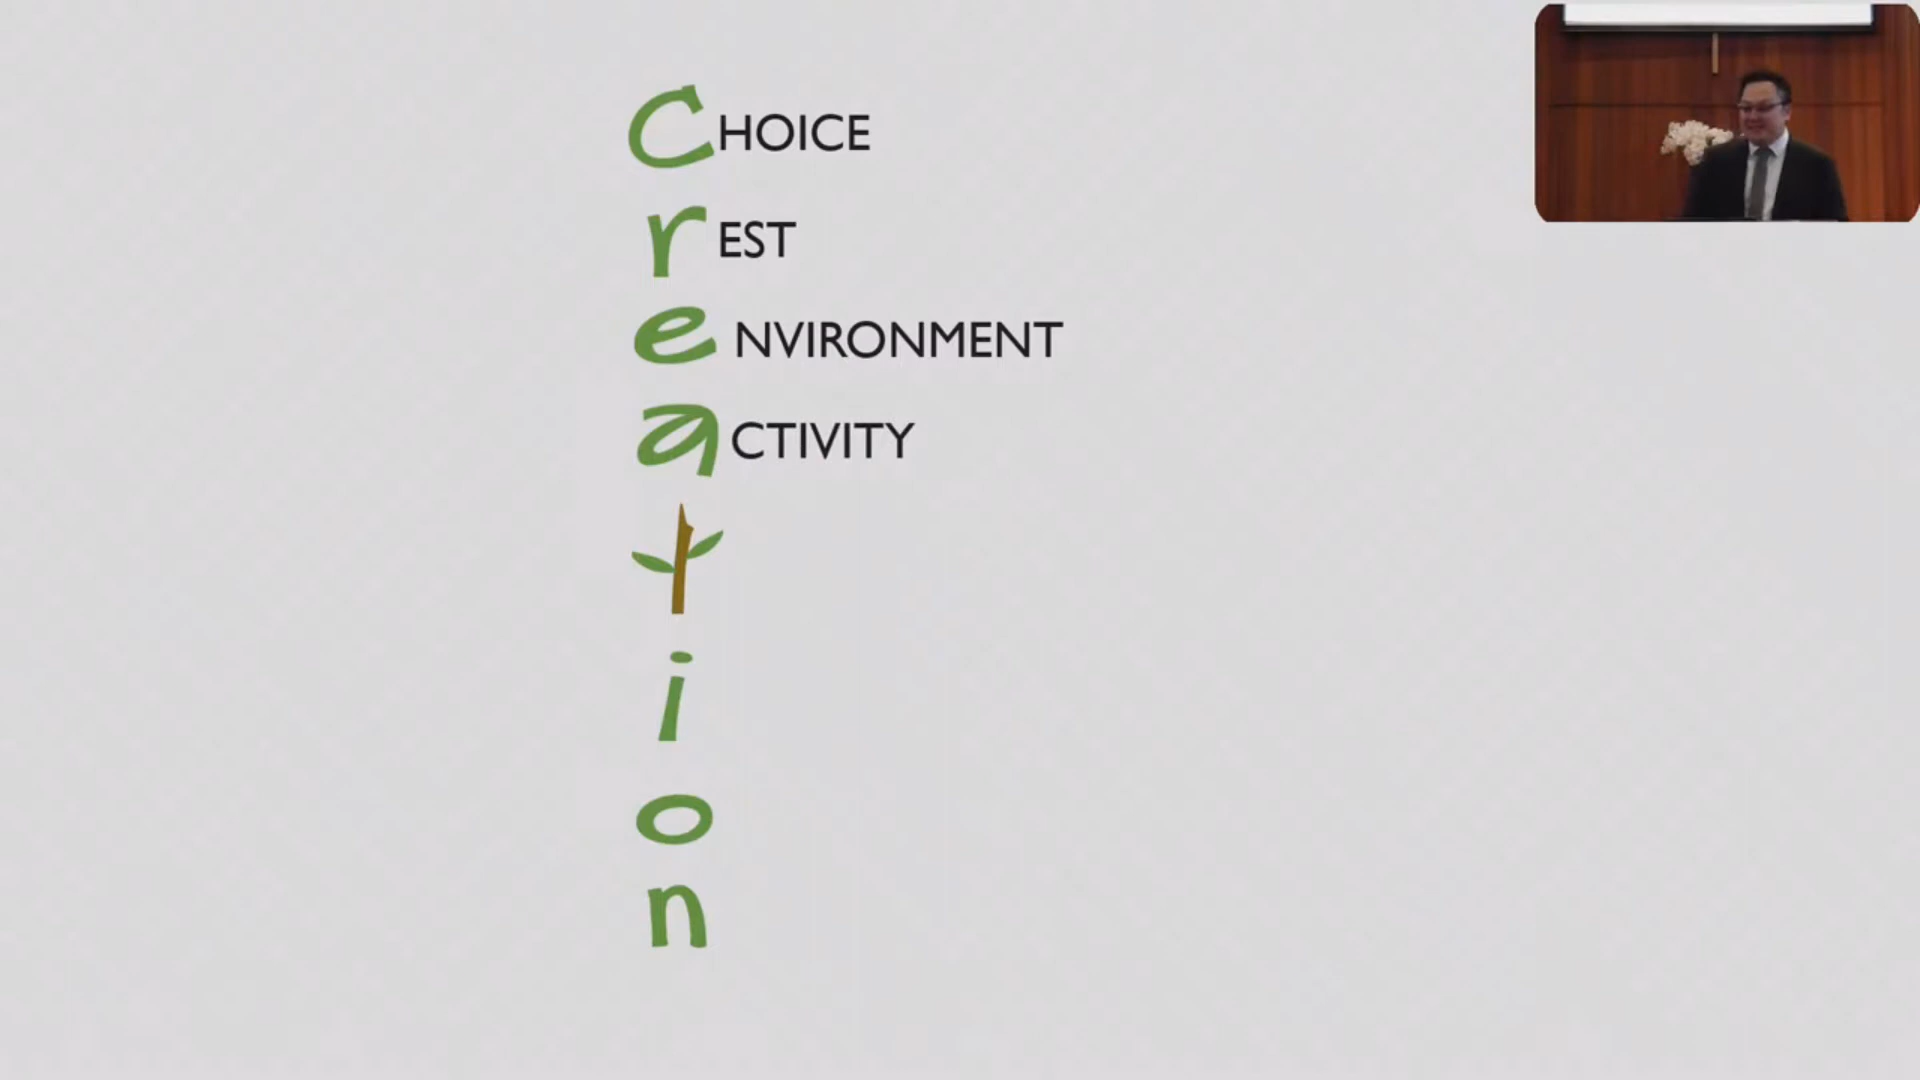 CHOICE
rEST
eNVIRONMENT
aCTIVITY
t
i
o
n